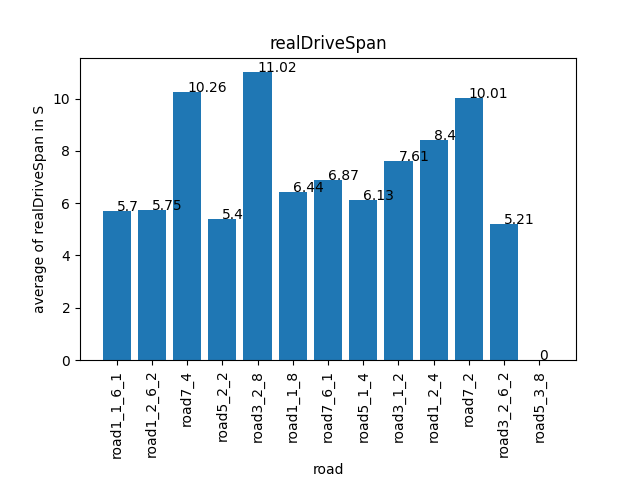 realDriveSpan
average of realDriveSpan in S
10
8
6
4
2
0
5.7
5.75
10.26
5.4
11.02
6.44
6.87
6.13
7.61
8.4
10.01
5.21
0
road1_1_6_1
road1_2_6_2
road7_4
road5_2_2
road3_2_8
road1_1_8
road7_6_1
road5_1_4
road3_1_2
road1_2_4
road7_2
road3_2_6_2
road5_3_8
road